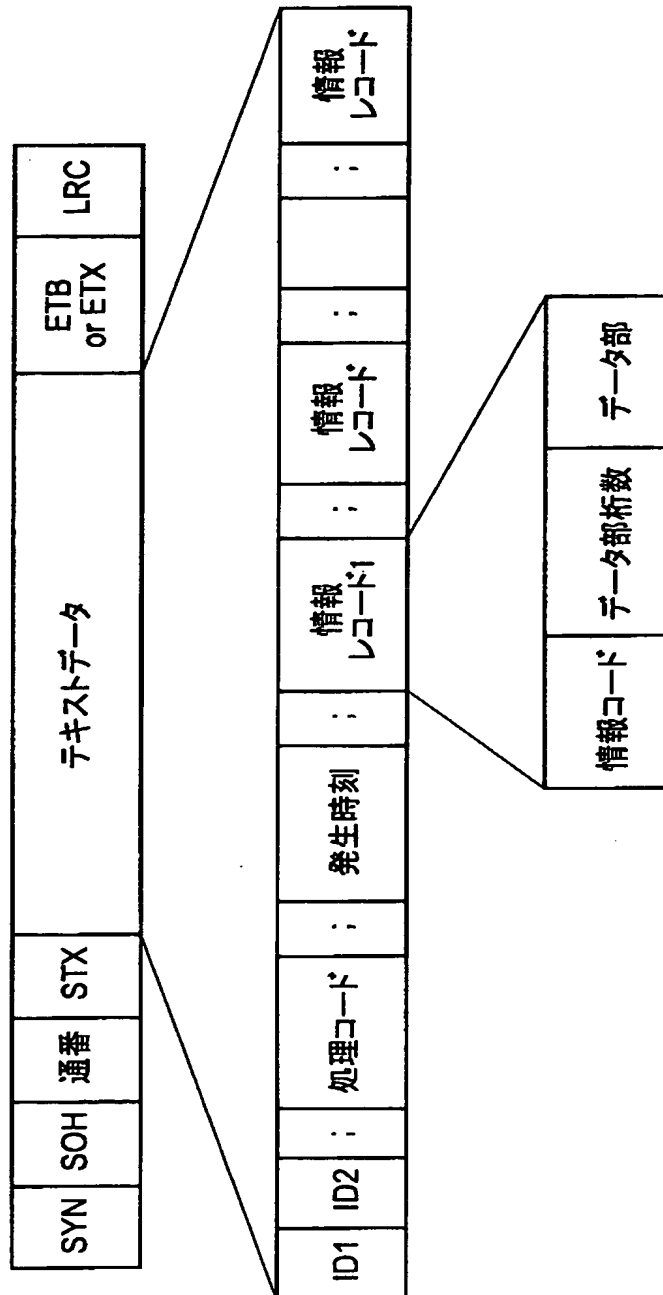 SYN
SOH
通番
STX
テキストデータ
ETB
or ETX
LRC
ID1
ID2
;
処理コード
;
発生時刻
;
情報
レコード1
;
情報
レコード
;
;
情報
レコード
情報コード
データ部桁数
データ部